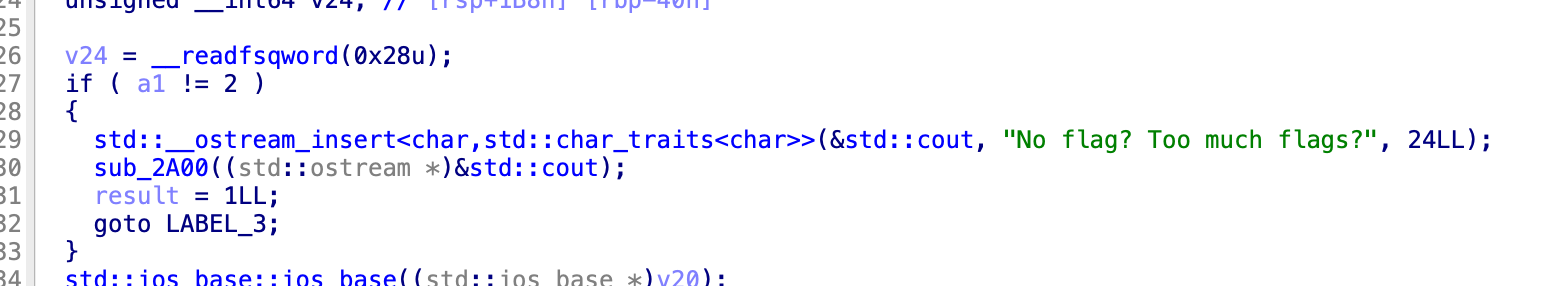 24 unsigned __int64 v24; // [rsp+1B8h] [rbp-40h]
25
26 v24 = __readfsqword(0x28u);
27 if ( a1 != 2 )
28 {
29 std::__ostream_insert<char,std::char_traits<char>>(&std::cout, "No flag? Too much flags?", 24LL);
30 sub_2A00((std::ostream *)&std::cout);
31 result = 1LL;
32 goto LABEL_3;
33 }
34 std::ios_base::ios_base((std::ios_base *)v20);